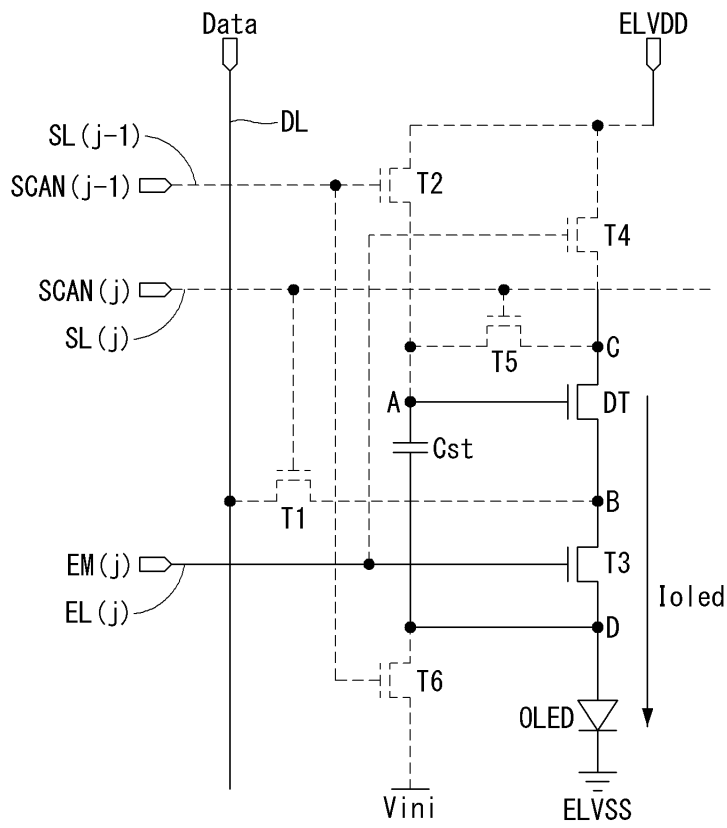 Data
ELVDD
DL
SL(j-1)
SCAN(j-1)
T2
T4
SCAN(j)
SL(j)
T5
C
A
DT
Cst
T1
B
EM(j)
T3
EL(j)
Ioled
D
T6
OLED
Vini
ELVSS